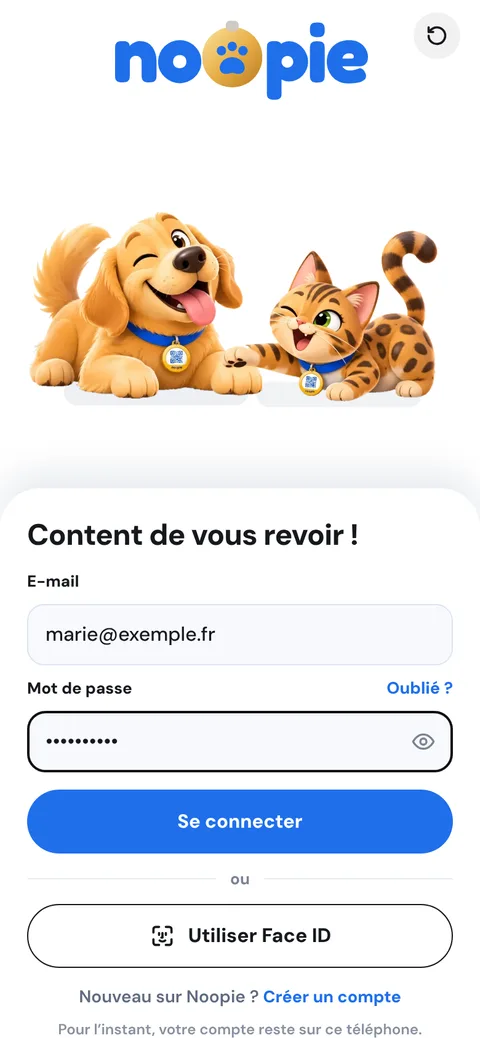 noopie
Content de vous revoir !
E-mail
marie@exemple.fr
Mot de passe
Oublié ?
••••••••••
Se connecter
ou
Utiliser Face ID
Nouveau sur Noopie ? Créer un compte
Pour l’instant, votre compte reste sur ce téléphone.